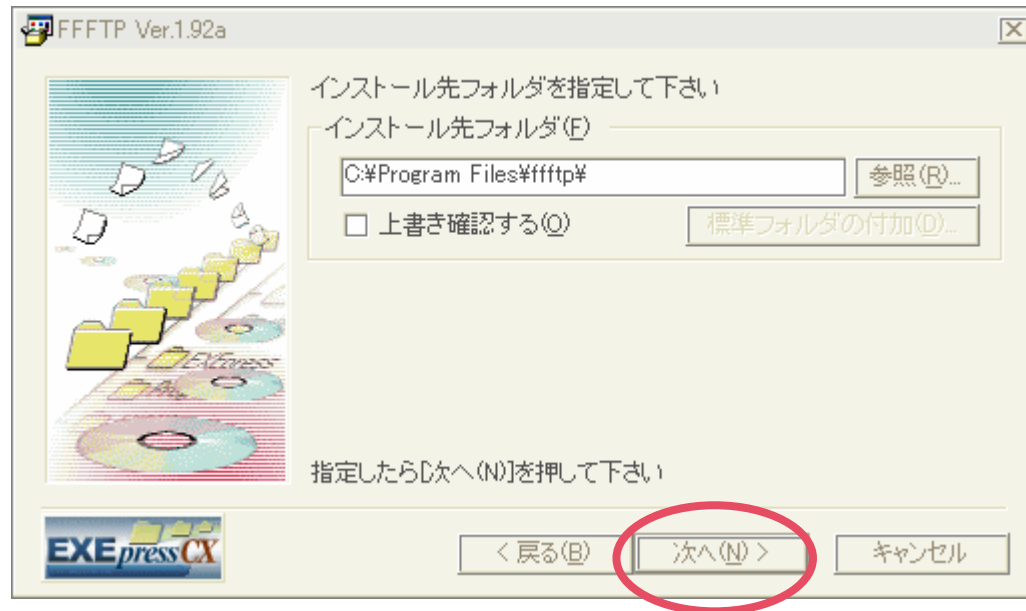 FFFTP Ver.1.92a
インストール先フォルダを指定して下さい
インストール先フォルダ(F)
C:¥Program Files¥ffftp¥
参照(R)...
上書き確認する(O)
標準フォルダの付加(D)...
EXEpress
指定したら[次へ(N)]を押して下さい
EXEpressCX
< 戻る(B)
次へ(N) >
キャンセル